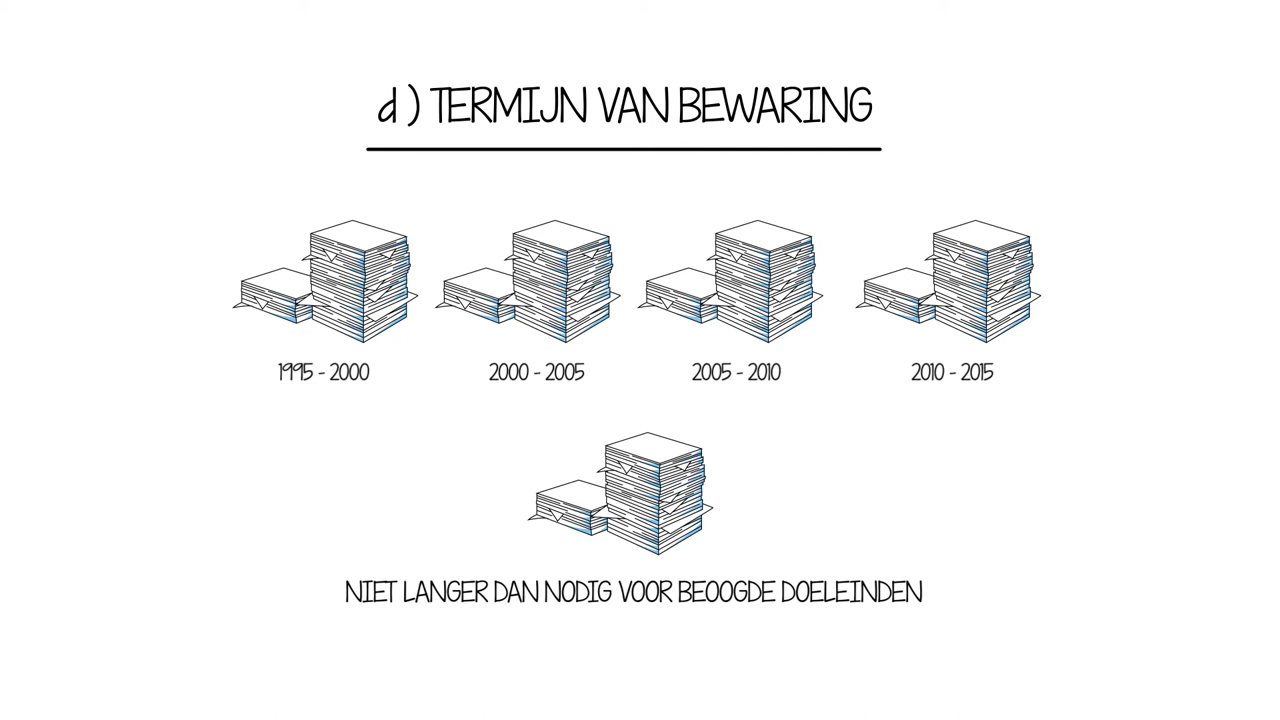 d ) TERMIJN VAN BEWARING
1995 - 2000
2000 - 2005
2005 - 2010
2010 - 2015
NIET LANGER DAN NODIG VOOR BEOOGDE DOELEINDEN